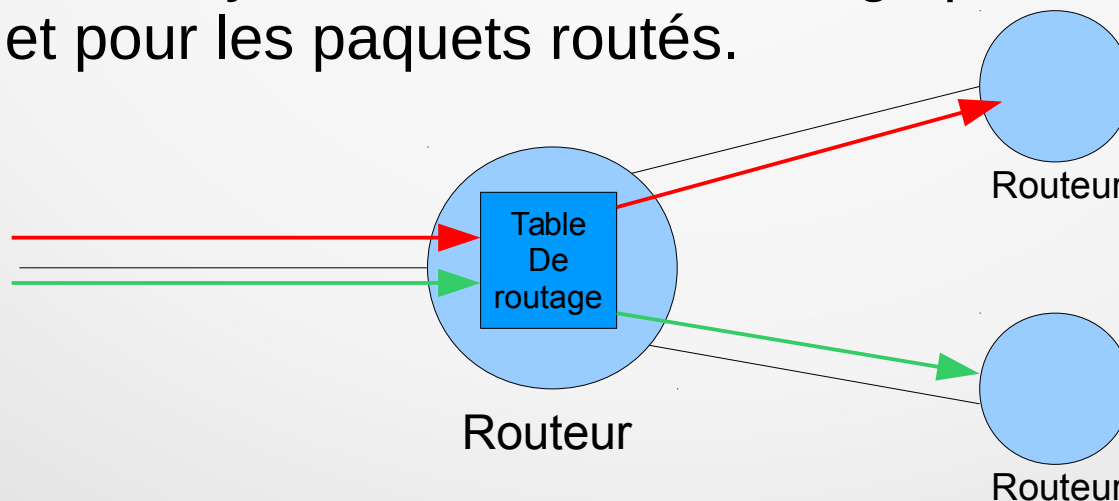 et pour les paquets routés.
Routeur
Table
De
routage
Routeur
Routeur